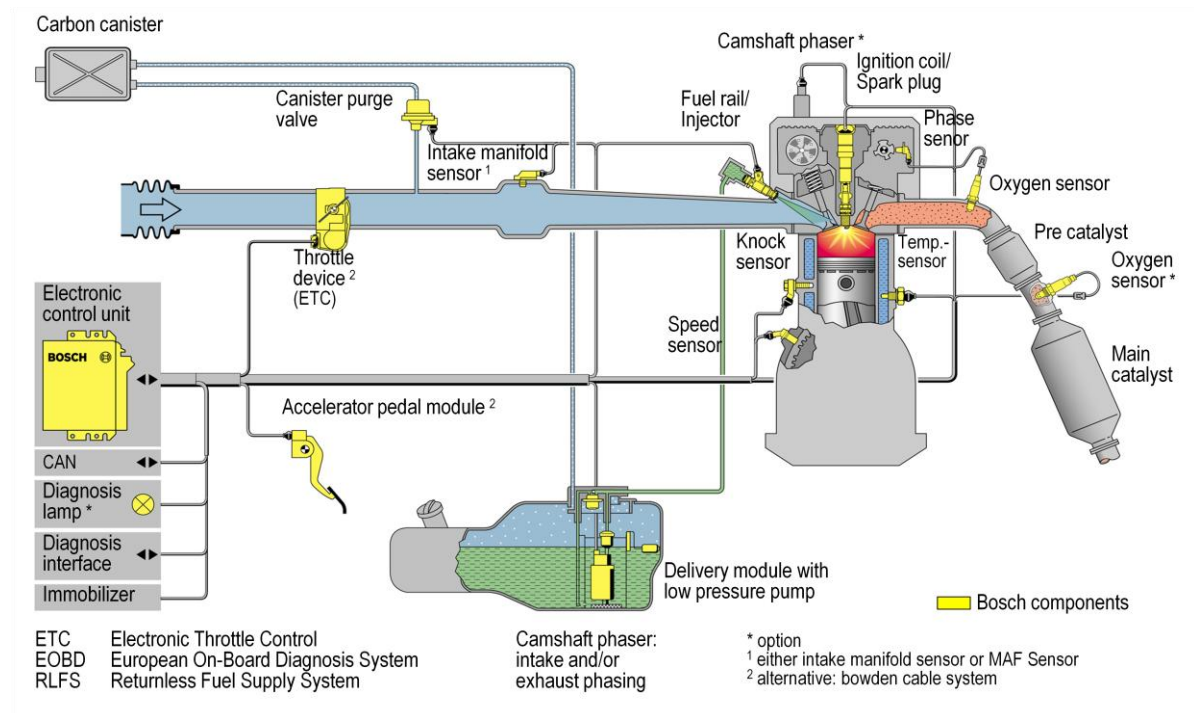 Carbon canister
Canister purge
valve
Intake manifold
sensor 1
Camshaft phaser *
Ignition coil/
Spark plug
Fuel rail/
Injector
Phase
senor
Oxygen sensor
Pre catalyst
Oxygen
sensor *
Main
catalyst
Throttle
device 2
(ETC)
Knock
sensor
Temp.-
sensor
Speed
sensor
Electronic
control unit
BOSCH
Accelerator pedal module 2
CAN
Diagnosis
lamp *
Diagnosis
interface
Immobilizer
Delivery module with
low pressure pump
Bosch components
ETC Electronic Throttle Control
EOBD European On-Board Diagnosis System
RLFS Returnless Fuel Supply System
Camshaft phaser:
intake and/or
exhaust phasing
* option
1 either intake manifold sensor or MAF Sensor
2 alternative: bowden cable system